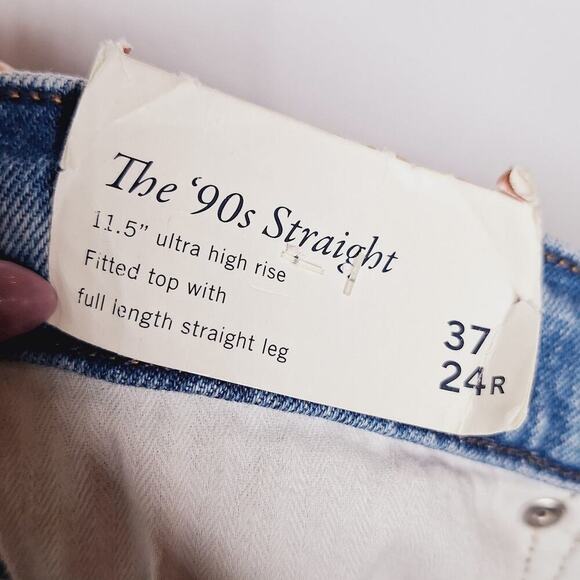 The ‘90s Straight
11.5” ultra high rise
Fitted top with
full length straight leg
37
24R